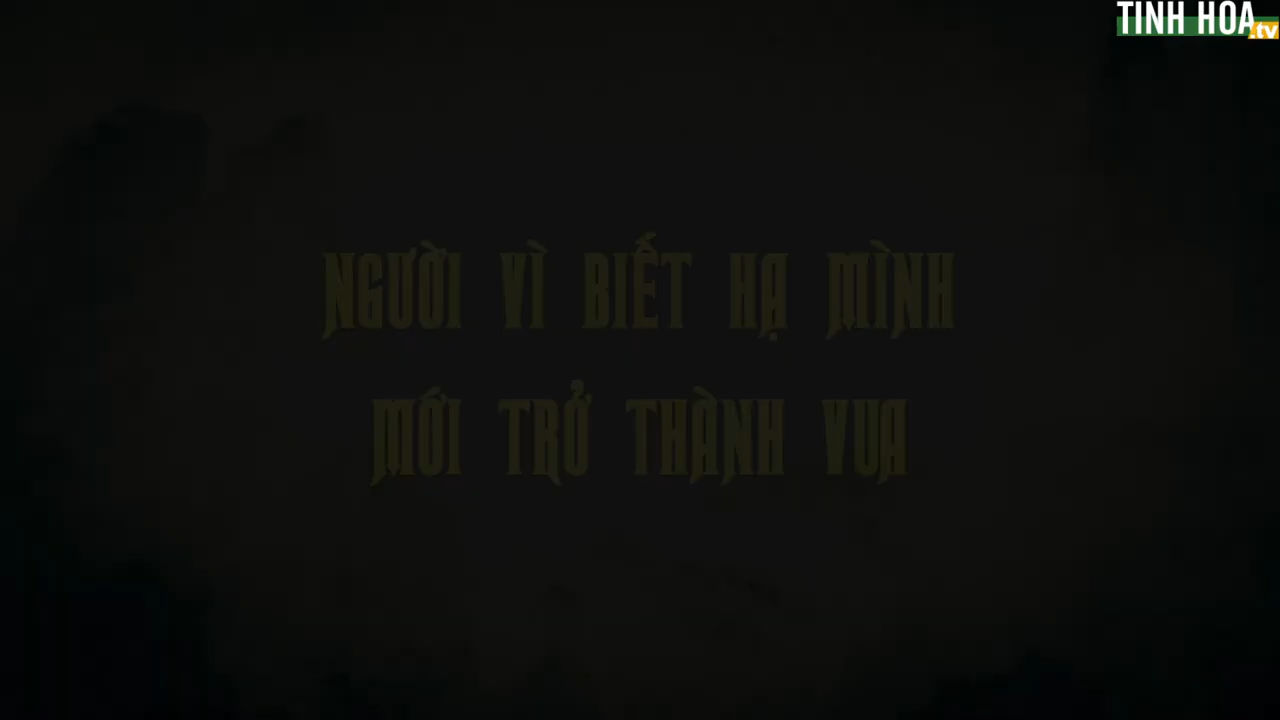 TINH HOA
.tv
NGƯỜI VÌ BIẾT HẠ MÌNH
MỚI TRỞ THÀNH VUA